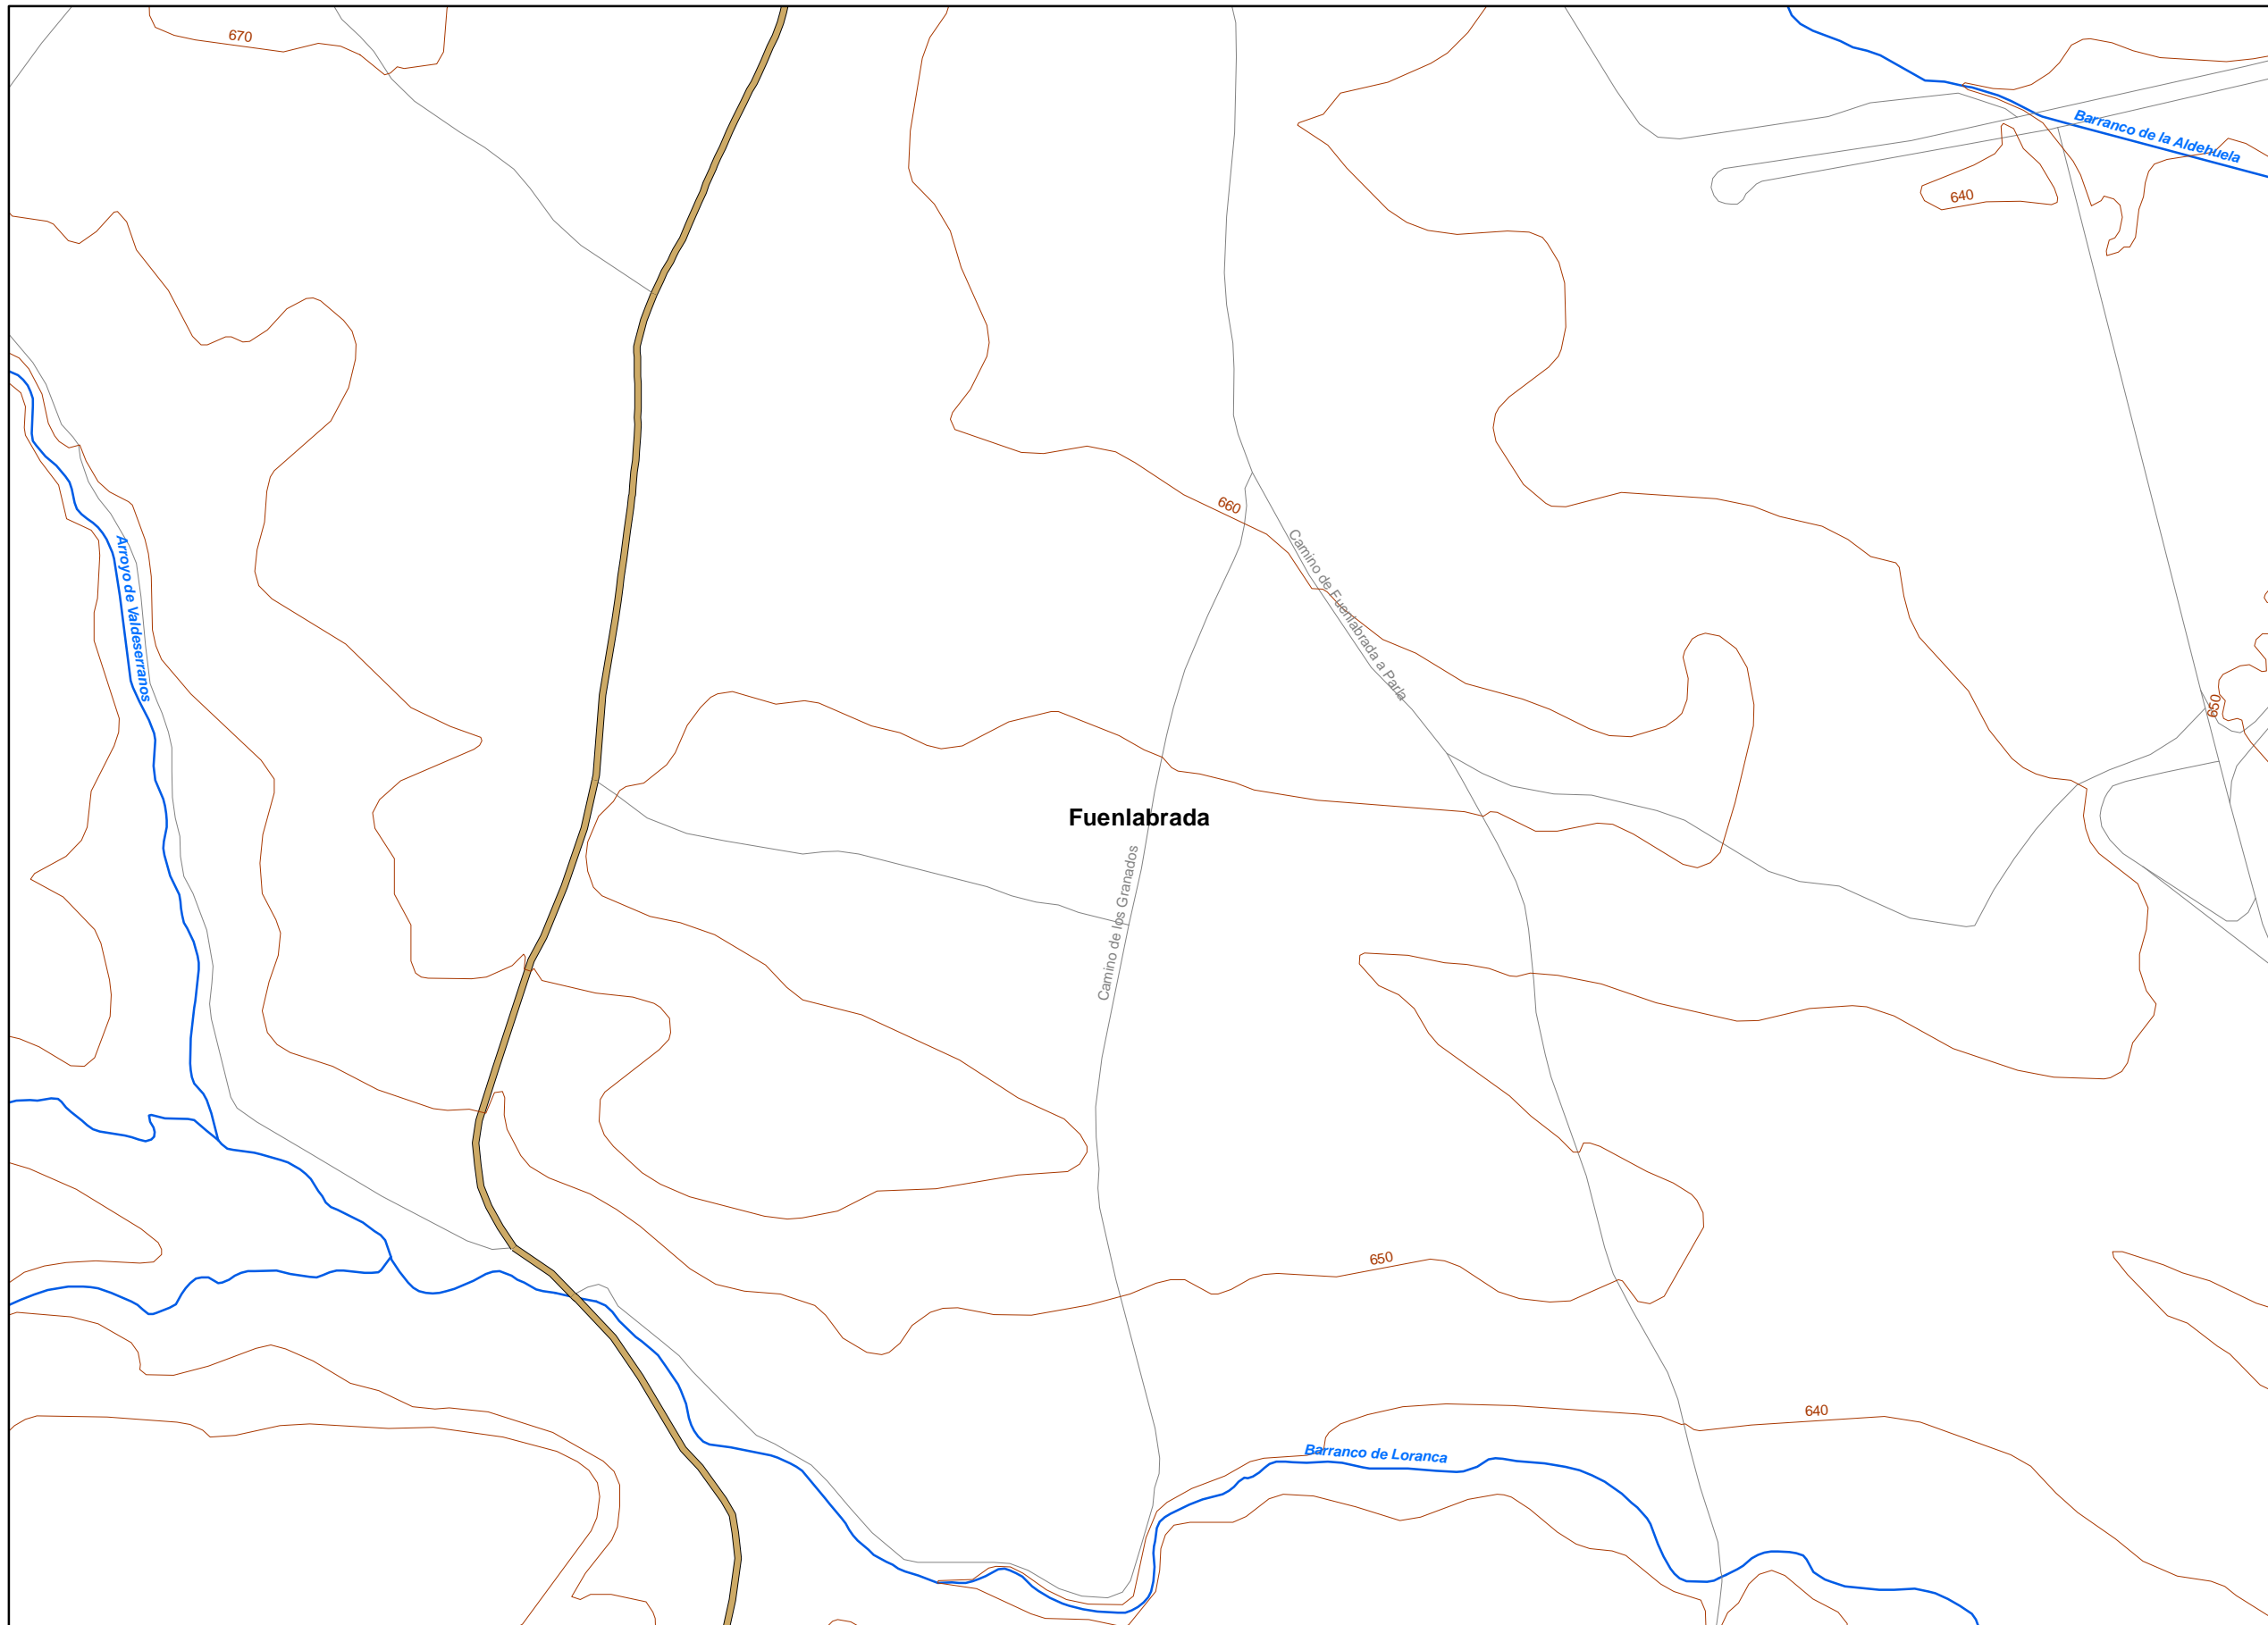 670
Barranco de la Aldehuela
640
660
Camino de Fuenlabrada a Parla
Arroyo de Valdeserranos
650
Fuenlabrada
Camino de los Granados
650
640
Barranco de Loranca